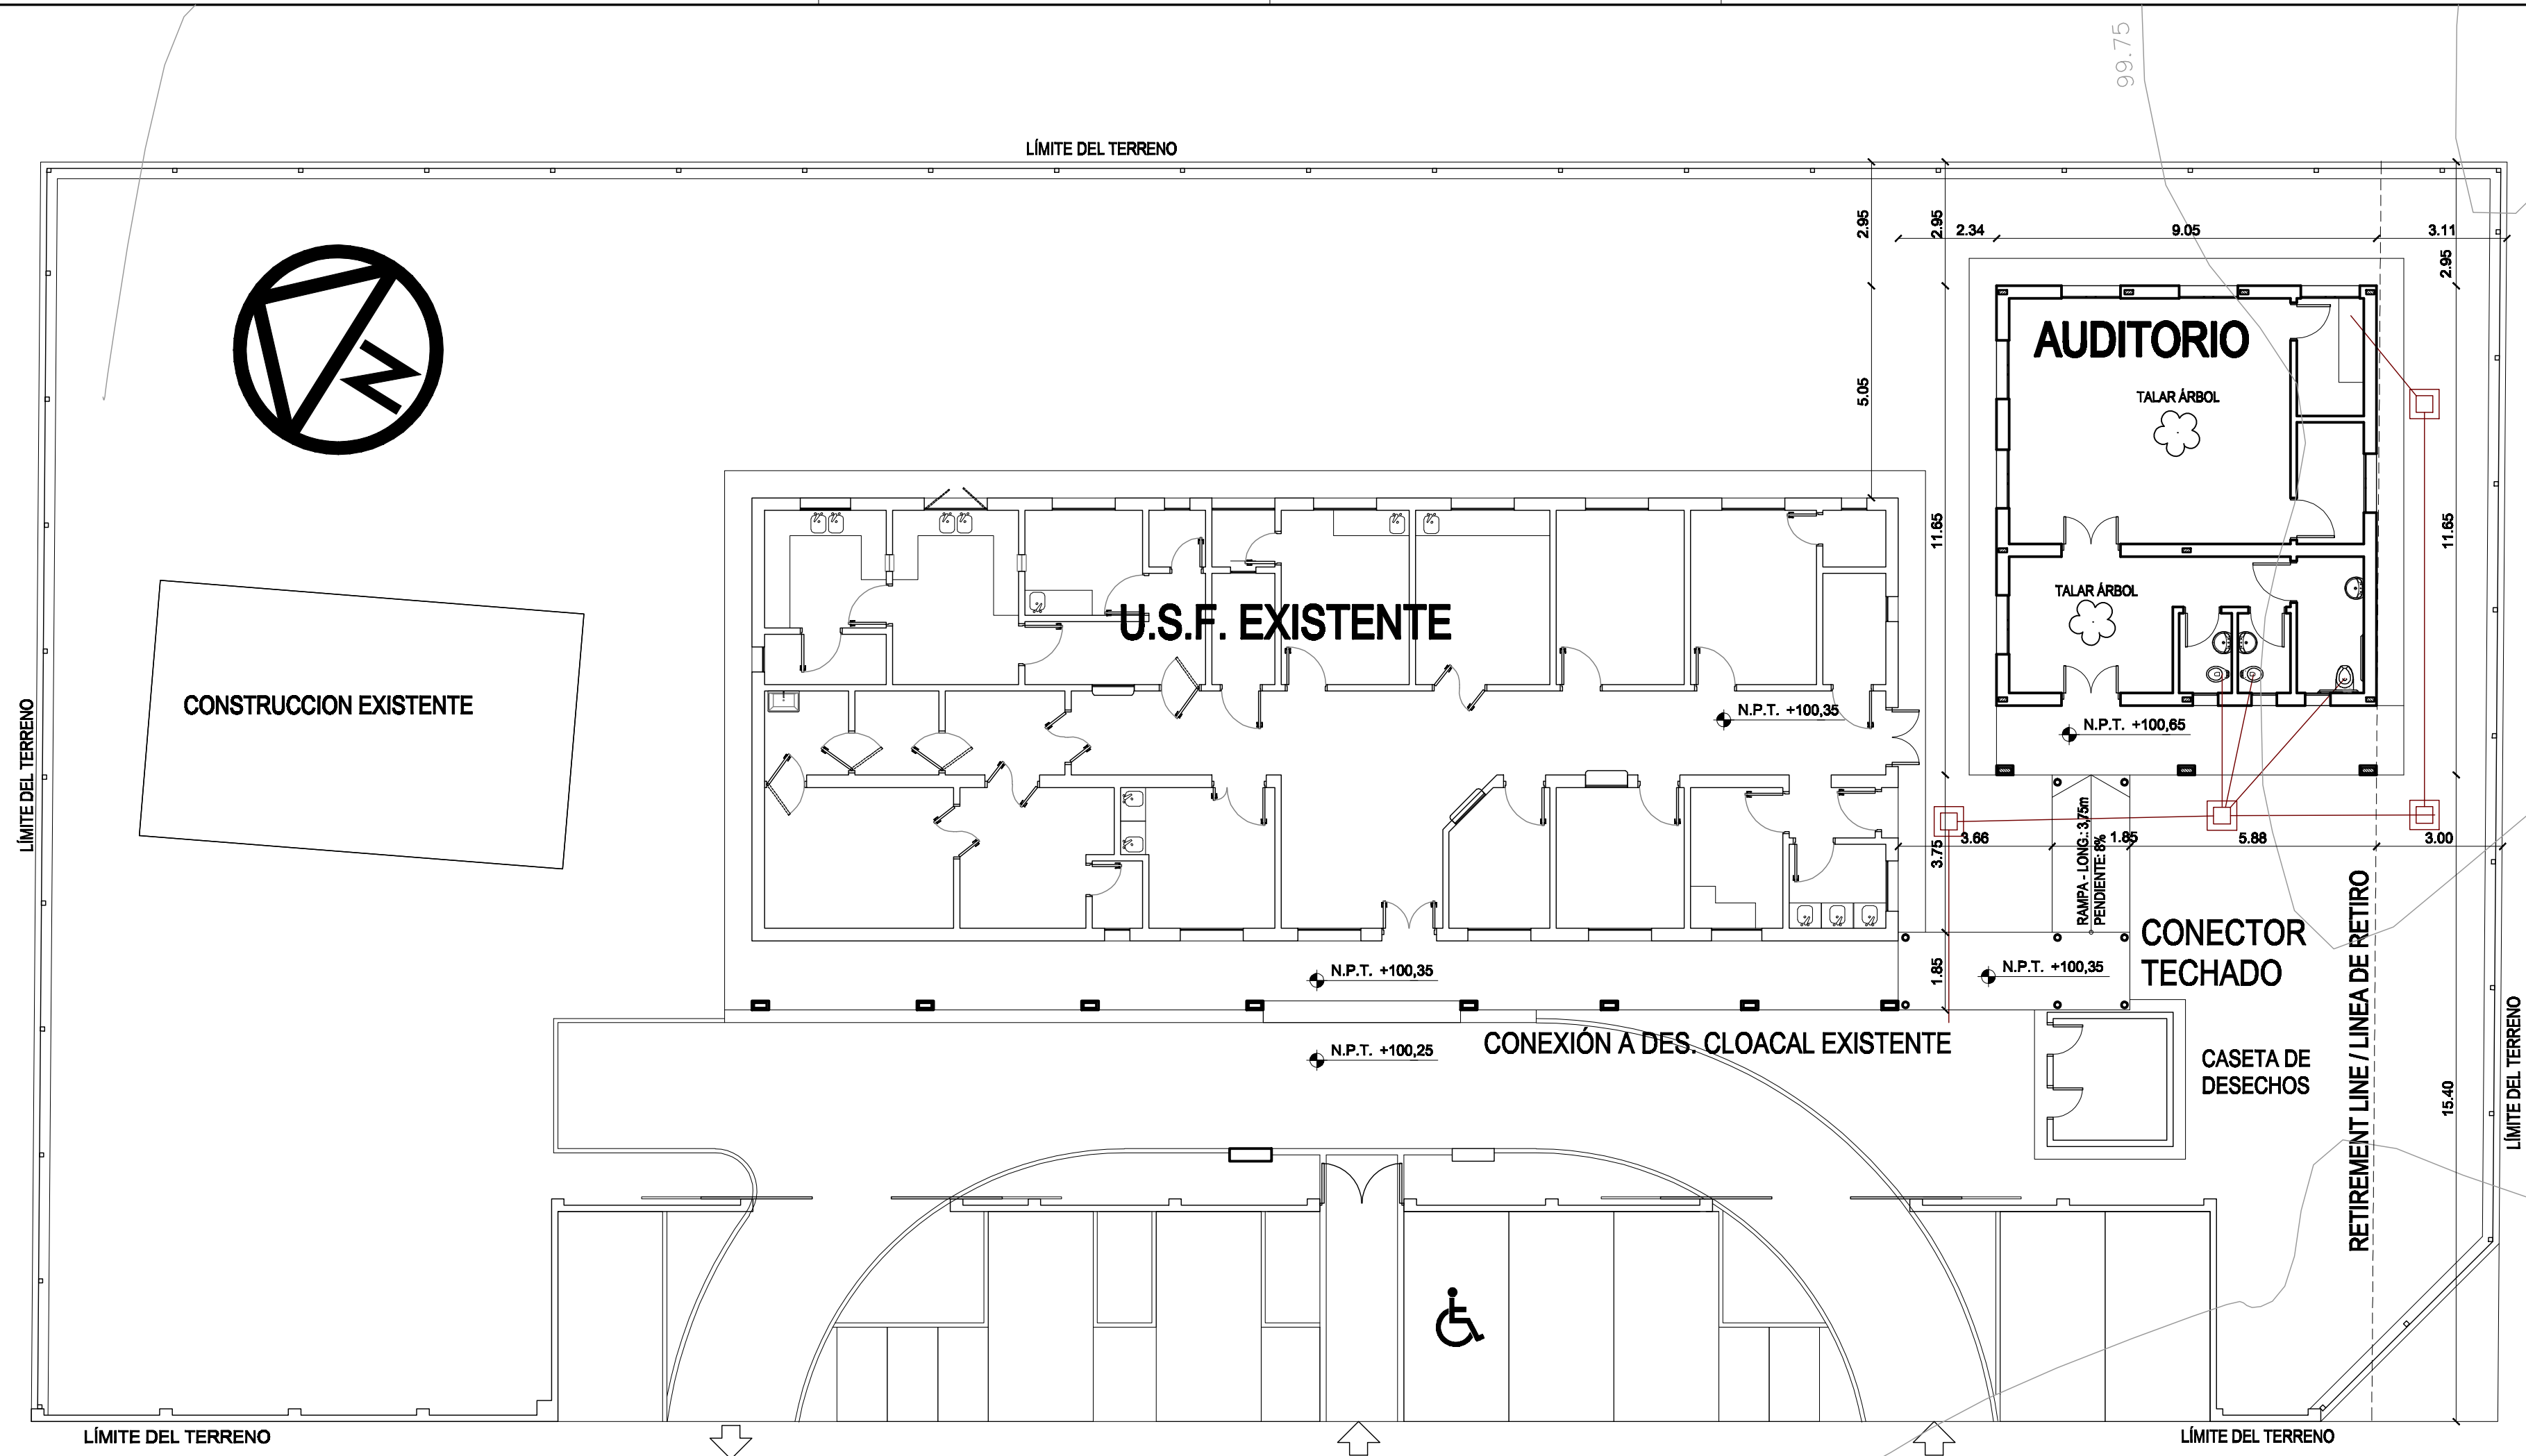 99.75
LÍMITE DEL TERRENO
2.95
2.95
2.34
9.05
3.11
2.95
N
AUDITORIO
TALAR ÁRBOL
5.05
11.65
11.65
TALAR ÁRBOL
U.S.F. EXISTENTE
CONSTRUCCION EXISTENTE
LÍMITE DEL TERRENO
N.P.T. +100,35
N.P.T. +100,65
3.66
1.85
5.88
3.00
3.75
RAMPA - LONG.: 3,75m
PENDIENTE: 8%
CONECTOR
TECHADO
1.85
N.P.T. +100,35
N.P.T. +100,35
N.P.T. +100,25
CONEXIÓN A DES. CLOACAL EXISTENTE
CASETA DE
DESECHOS
RETIREMENT LINE / LINEA DE RETIRO
15.40
LÍMITE DEL TERRENO
LÍMITE DEL TERRENO
LÍMITE DEL TERRENO